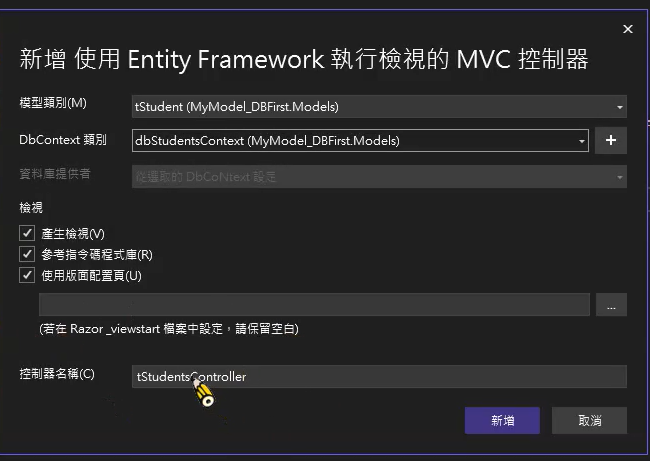 新增 使用 Entity Framework 執行檢視的 MVC 控制器
模型類別(M)
tStudent (MyModel_DBFirst.Models)
DbContext 類別
dbStudentsContext (MyModel_DBFirst.Models)
+
資料庫提供者
從擷取的 DbCoNtext 設定
檢視
產生檢視(V)
參考指令碼程式庫(R)
使用版面配置頁(U)
...
(若在 Razor _viewstart 檔案中設定，請保留空白)
控制器名稱(C)
tStudentsController
新增
取消